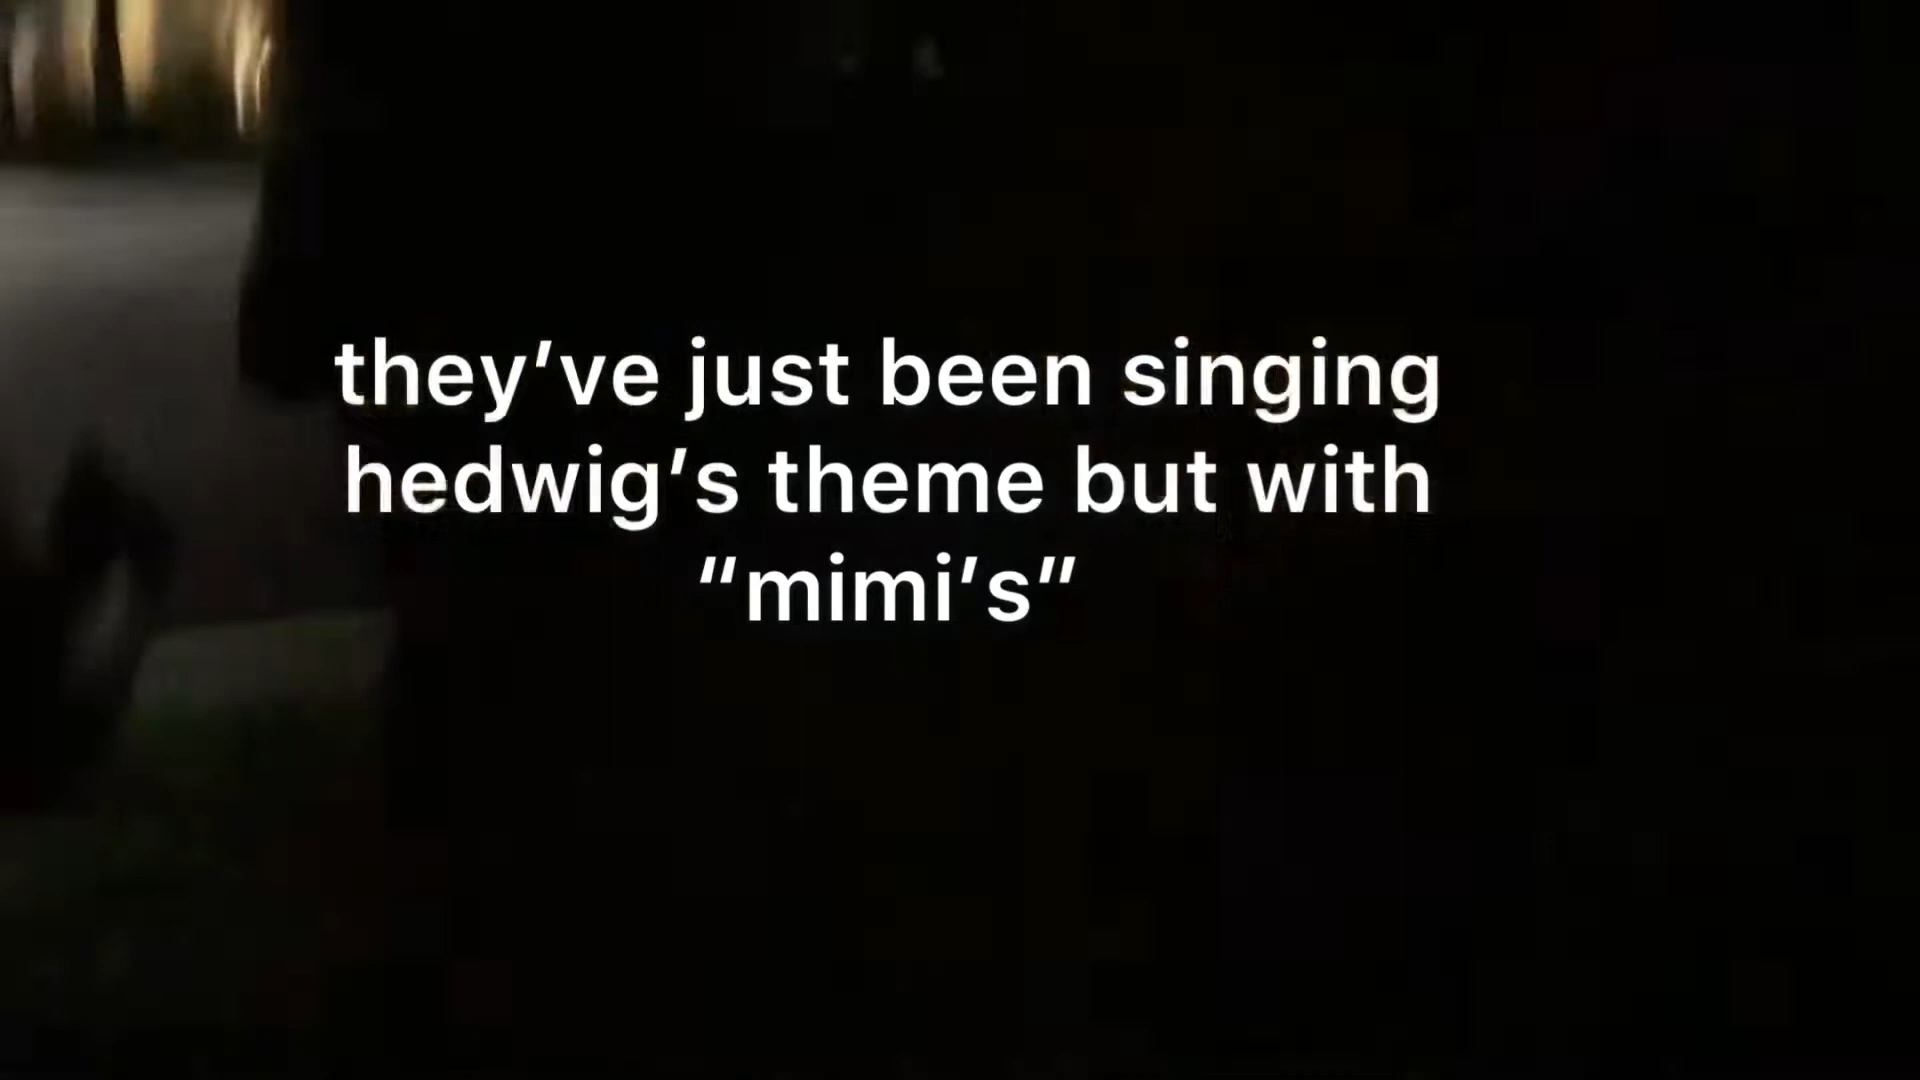 they’ve just been singing
hedwig’s theme but with
“mimi’s”